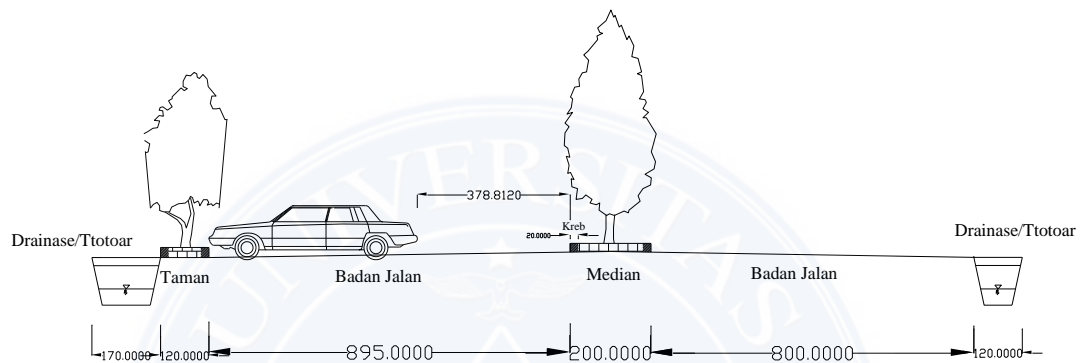 378.8120
Kreb
20.0000
Drainase/Ttotoar
Drainase/Ttotoar
Taman
Badan Jalan
Median
Badan Jalan
170.0000
120.0000
895.0000
200.0000
800.0000
120.0000
UNIVERSITAS